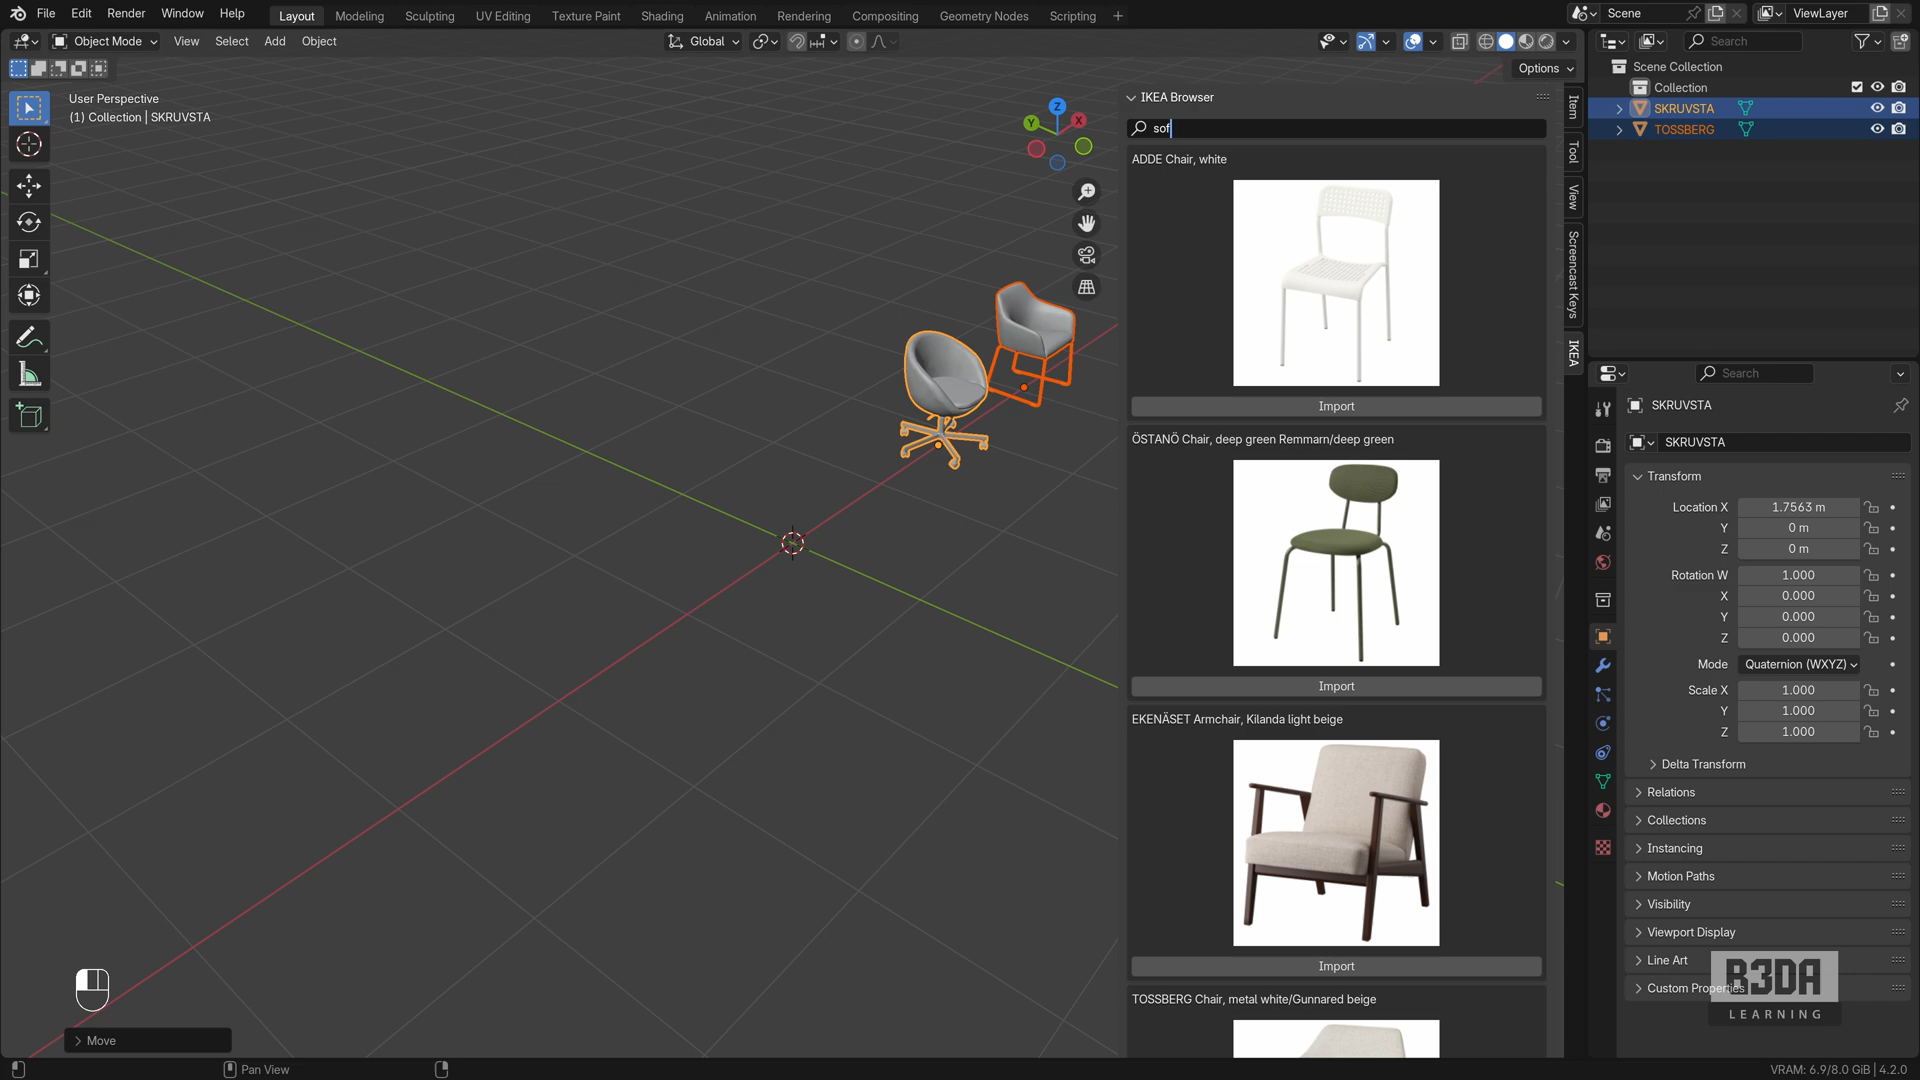 File Edit Render Window Help
Layout Modeling Sculpting UV Editing Texture Paint Shading Animation Rendering Compositing Geometry Nodes Scripting +
Scene
ViewLayer
Object Mode View Select Add Object
Global
Search
Options
User Perspective
(1) Collection | SKRUVSTA
Z
Y
X
IKEA Browser
sof
ADDE Chair, white
Import
ÖSTANÖ Chair, deep green Remmarn/deep green
Import
EKENÄSET Armchair, Kilanda light beige
Import
TOSSBERG Chair, metal white/Gunnared beige
Item
Tool
View
Screencast Keys
IKEA
Scene Collection
Collection
SKRUVSTA
TOSSBERG
Search
SKRUVSTA
SKRUVSTA
Transform
Location X 1.7563 m
Y 0 m
Z 0 m
Rotation W 1.000
X 0.000
Y 0.000
Z 0.000
Mode Quaternion (WXYZ)
Scale X 1.000
Y 1.000
Z 1.000
Delta Transform
Relations
Collections
Instancing
Motion Paths
Visibility
Viewport Display
Line Art
Custom Properties
B3DA
LEARNING
Move
Pan View
VRAM: 6.9/8.0 GiB | 4.2.0